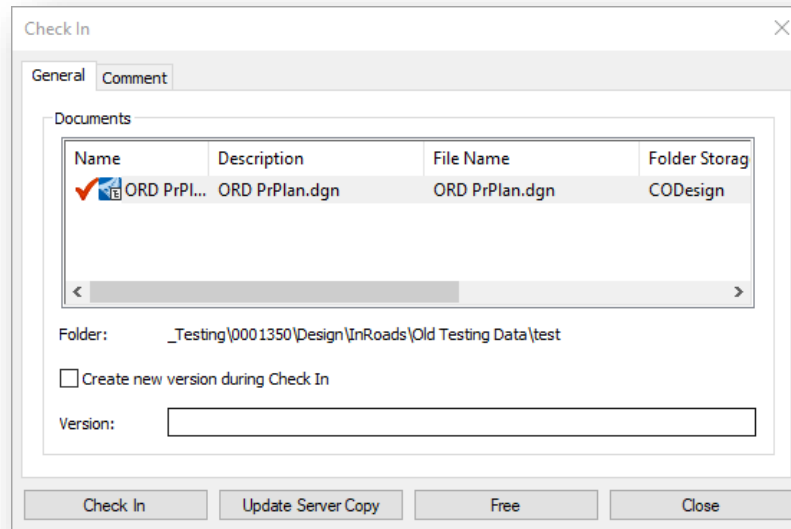 Check In
General Comment
Documents
Name Description File Name Folder Storag
ORD PrPl... ORD PrPlan.dgn ORD PrPlan.dgn CODesign
Folder: _Testing\0001350\Design\InRoads\Old Testing Data\test
Create new version during Check In
Version:
Check In Update Server Copy Free Close